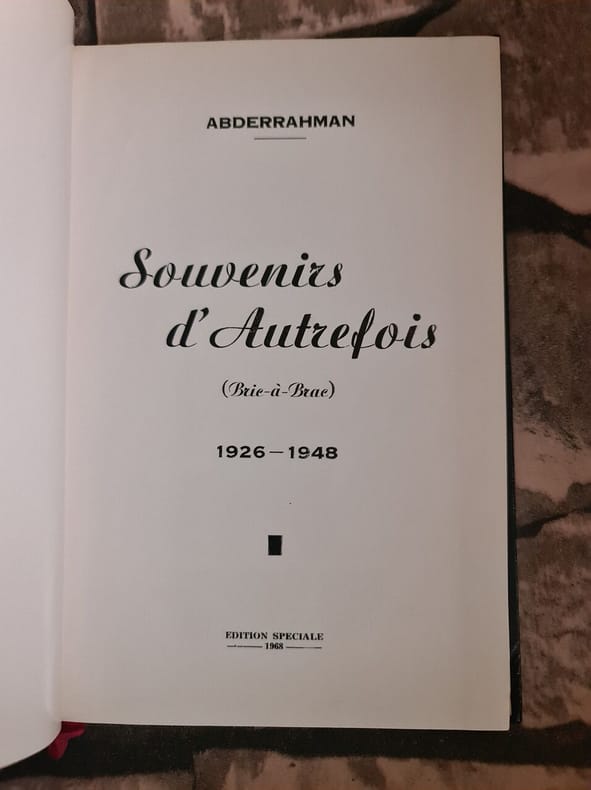 ABDERRAHMAN
Souvenirs
d'Autrefois
(Bric-à-Brac)
1926 — 1948
EDITION SPECIALE
1968